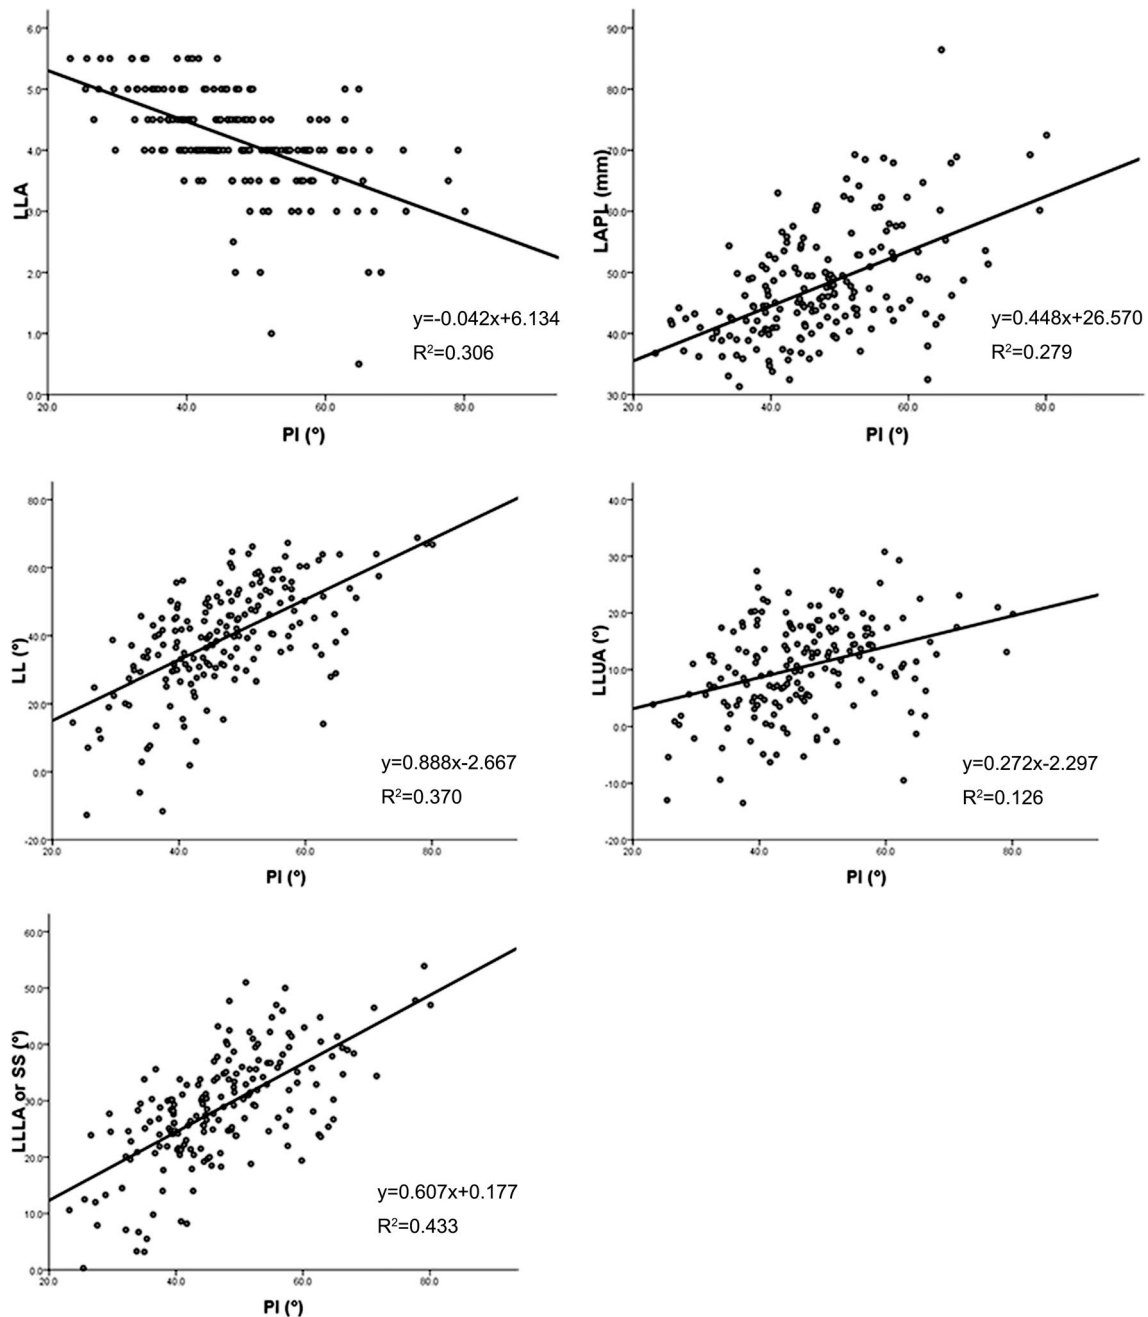 6.0
5.0
4.0
3.0
2.0
1.0
0.0
LLA
20.0 40.0 60.0 80.0
PI (°)
y=-0.042x+6.134
R²=0.306
90.0
80.0
70.0
60.0
50.0
40.0
30.0
LAPL (mm)
20.0 40.0 60.0 80.0
PI (°)
y=0.448x+26.570
R²=0.279
80.0
60.0
40.0
20.0
0.0
-20.0
LL (°)
20.0 40.0 60.0 80.0
PI (°)
y=0.888x-2.667
R²=0.370
40.0
30.0
20.0
10.0
0.0
-10.0
-20.0
LLUA (°)
20.0 40.0 60.0 80.0
PI (°)
y=0.272x-2.297
R²=0.126
60.0
50.0
40.0
30.0
20.0
10.0
.0
LLLA or SS (°)
20.0 40.0 60.0 80.0
PI (°)
y=0.607x+0.177
R²=0.433